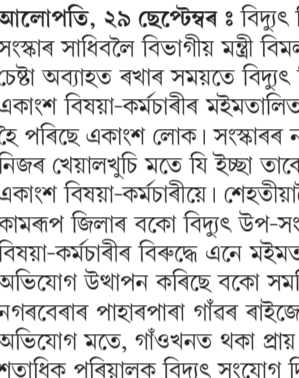 আলোপতি, ২৯ ছেপ্টেম্বৰ ঃ বিদ্যুৎ
সংস্কাৰ সাধিবলৈ বিভাগীয় মন্ত্ৰী বিমল
চেষ্টা অব্যাহত ৰখাৰ সময়তে বিদ্যুৎ
একাংশ বিষয়া-কৰ্মচাৰীৰ মইমতালিত
হৈ পৰিছে একাংশ লোক। সংস্কাৰৰ
নিজৰ খেয়ালখুচি মতে যি ইচ্ছা তাকে
একাংশ বিষয়া-কৰ্মচাৰীয়ে। শেহতীয়া
কামৰূপ জিলাৰ বকো বিদ্যুৎ উপ-সং
বিষয়া-কৰ্মচাৰীৰ বিৰুদ্ধে এনে মইমত
অভিযোগ উত্থাপন কৰিছে বকো সমষ্টি
নগৰবেৰাৰ পাহাৰপাৰা গাঁৱৰ ৰাইজে
অভিযোগ মতে, গাঁওখনত থকা প্ৰায়
শতাধিক পৰিয়ালক বিদ্যুৎ সংযোগ